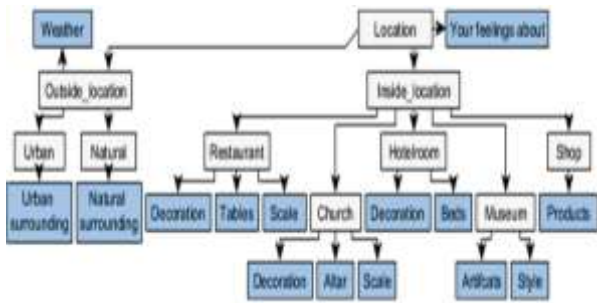 Weather
Location
Your feelings about
Outside_location
Inside_location
Urban
Natural
Restaurant
Hotelroom
Shop
Urban
surrounding
Natural
surrounding
Decoration
Tables
Scale
Church
Decoration
Beds
Museum
Products
Decoration
Altar
Scale
Artifcats
Style